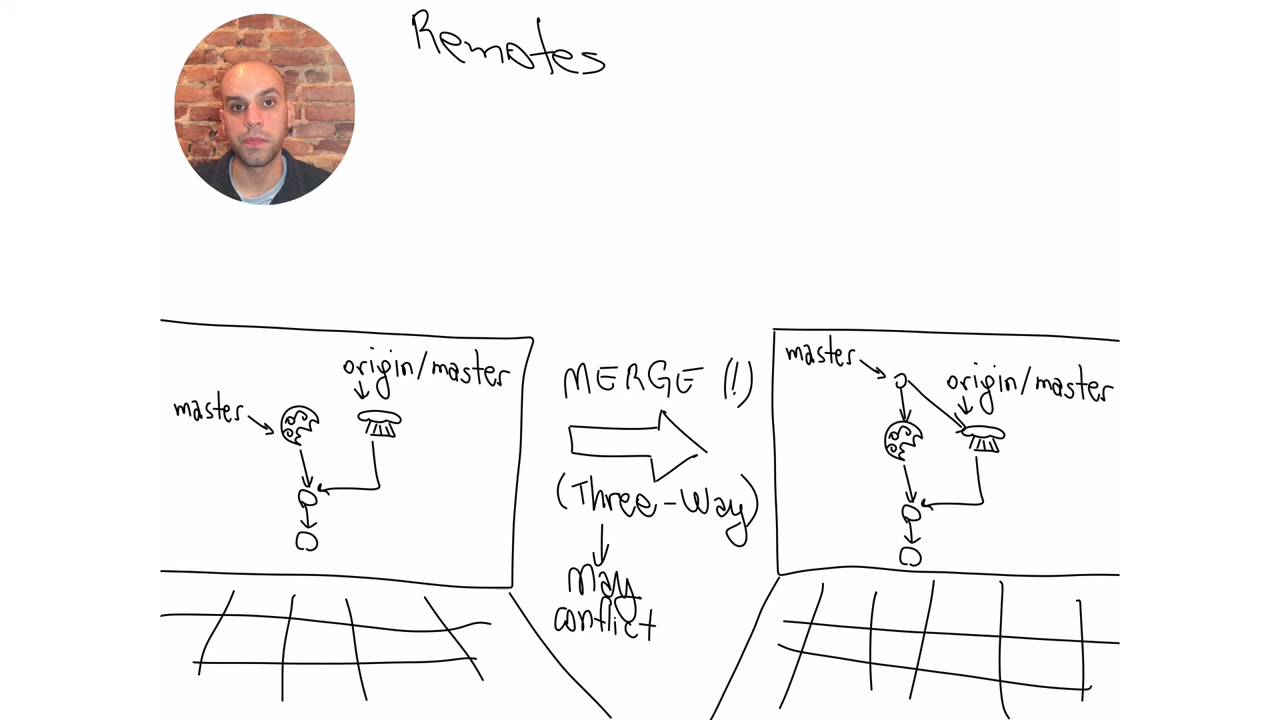 Remotes
origin/master
master
MERGE (!)
(Three-Way)
may
conflict
master
origin/master